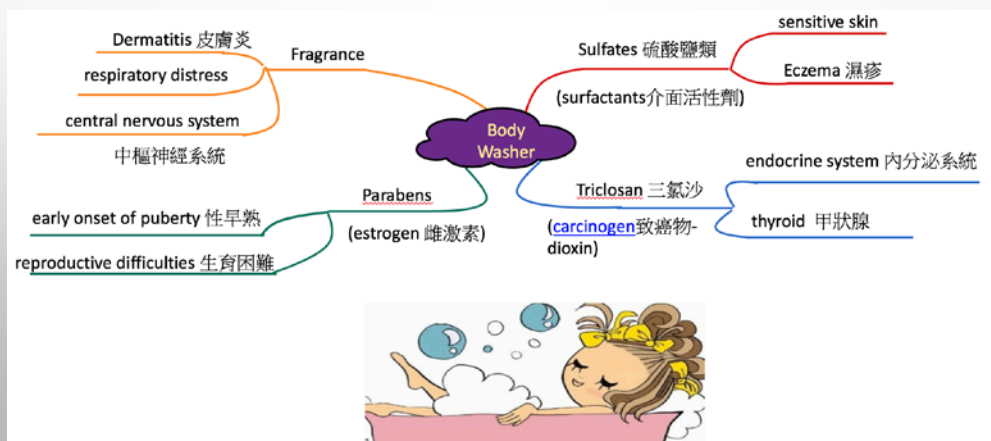 Body
Washer
Fragrance
Dermatitis 皮膚炎
respiratory distress
central nervous system
中樞神經系統
Sulfates 硫酸鹽類
(surfactants介面活性劑)
sensitive skin
Eczema 濕疹
Parabens
(estrogen 雌激素)
early onset of puberty 性早熟
reproductive difficulties 生育困難
Triclosan 三氯沙
(carcinogen致癌物-
dioxin)
endocrine system 內分泌系統
thyroid 甲狀腺